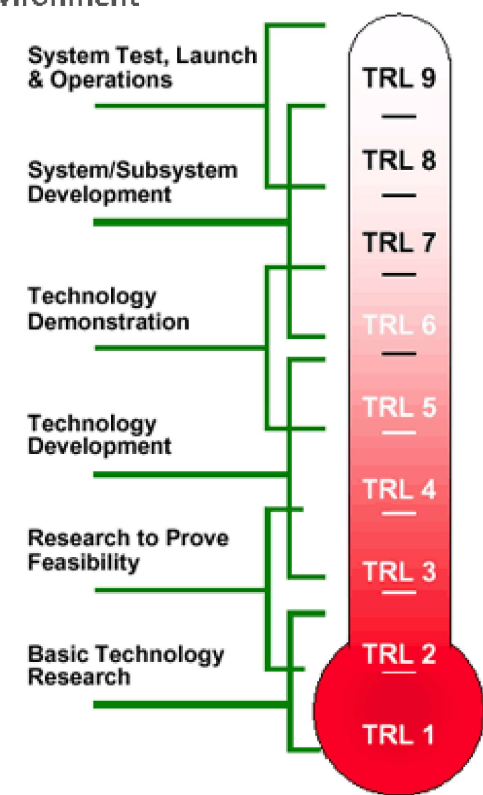 System Test, Launch
& Operations
System/Subsystem
Development
Technology
Demonstration
Technology
Development
Research to Prove
Feasibility
Basic Technology
Research
TRL 9
TRL 8
TRL 7
TRL 6
TRL 5
TRL 4
TRL 3
TRL 2
TRL 1